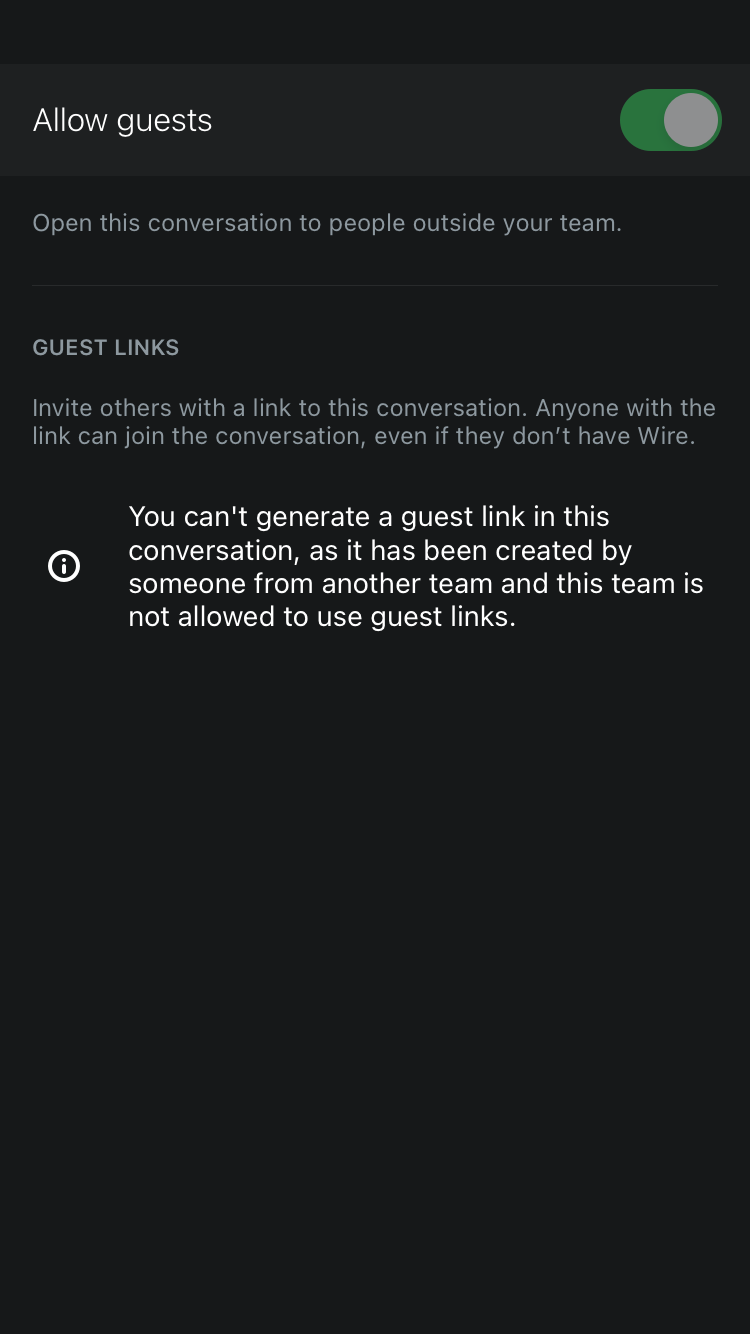 Allow guests
Open this conversation to people outside your team.
GUEST LINKS
Invite others with a link to this conversation. Anyone with the
link can join the conversation, even if they don’t have Wire.
You can't generate a guest link in this
conversation, as it has been created by
someone from another team and this team is
not allowed to use guest links.